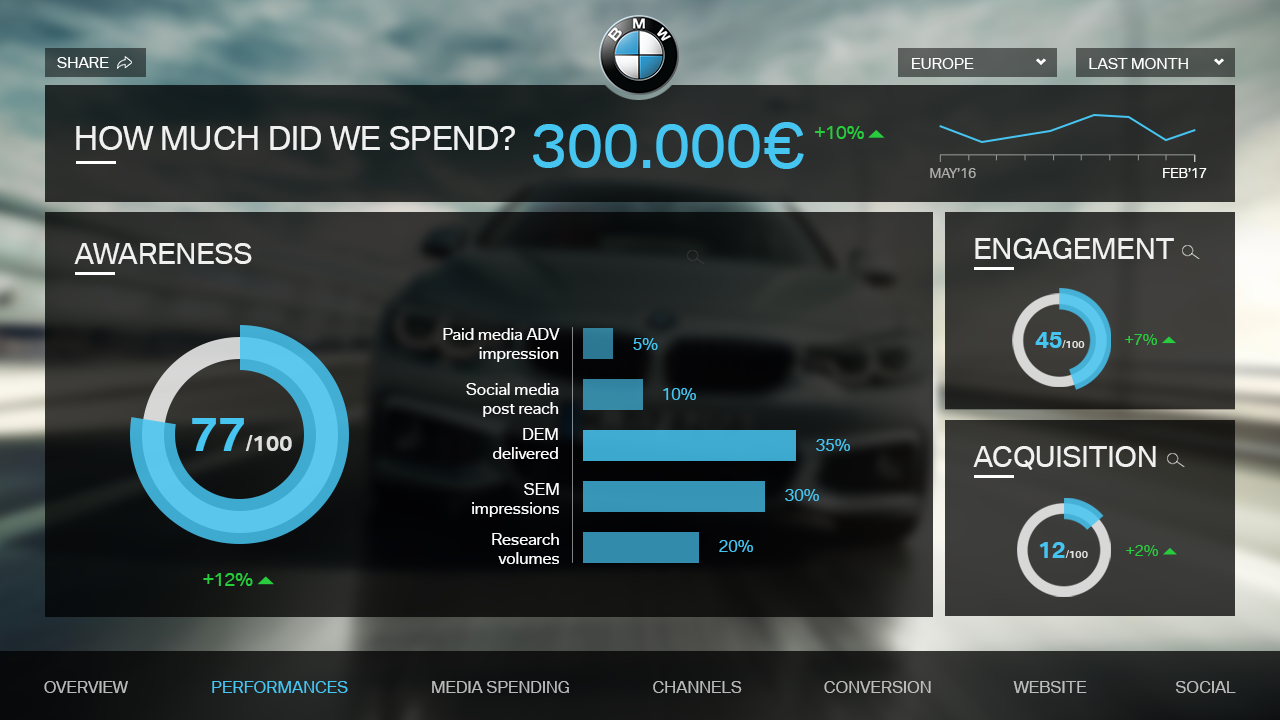 BMW
SHARE
EUROPE
LAST MONTH
HOW MUCH DID WE SPEND?
300.000€
+10%
MAY'16
FEB'17
AWARENESS
77/100
+12%
Paid media ADV
impression
5%
Social media
post reach
10%
DEM
delivered
35%
SEM
impressions
30%
Research
volumes
20%
ENGAGEMENT
45/100
+7%
ACQUISITION
12/100
+2%
OVERVIEW
PERFORMANCES
MEDIA SPENDING
CHANNELS
CONVERSION
WEBSITE
SOCIAL